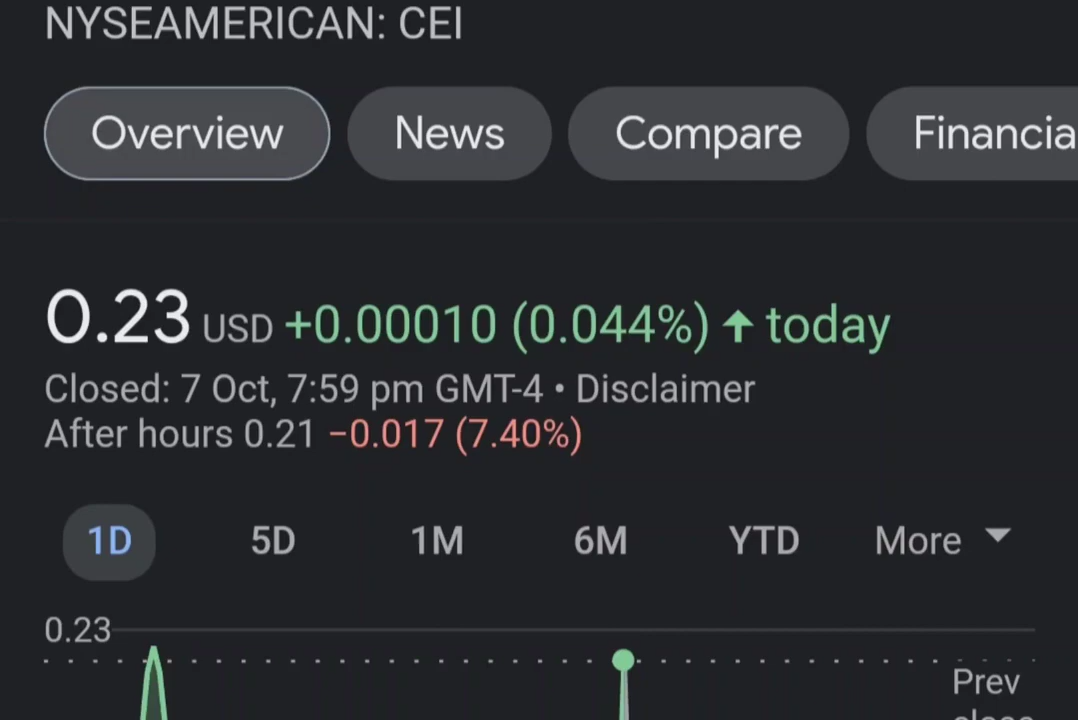 NYSEAMERICAN: CEI
Overview News Compare Financia
0.23 USD +0.00010 (0.044%) ↑ today
Closed: 7 Oct, 7:59 pm GMT-4 • Disclaimer
After hours 0.21 −0.017 (7.40%)
1D 5D 1M 6M YTD More
0.23
Prev
close